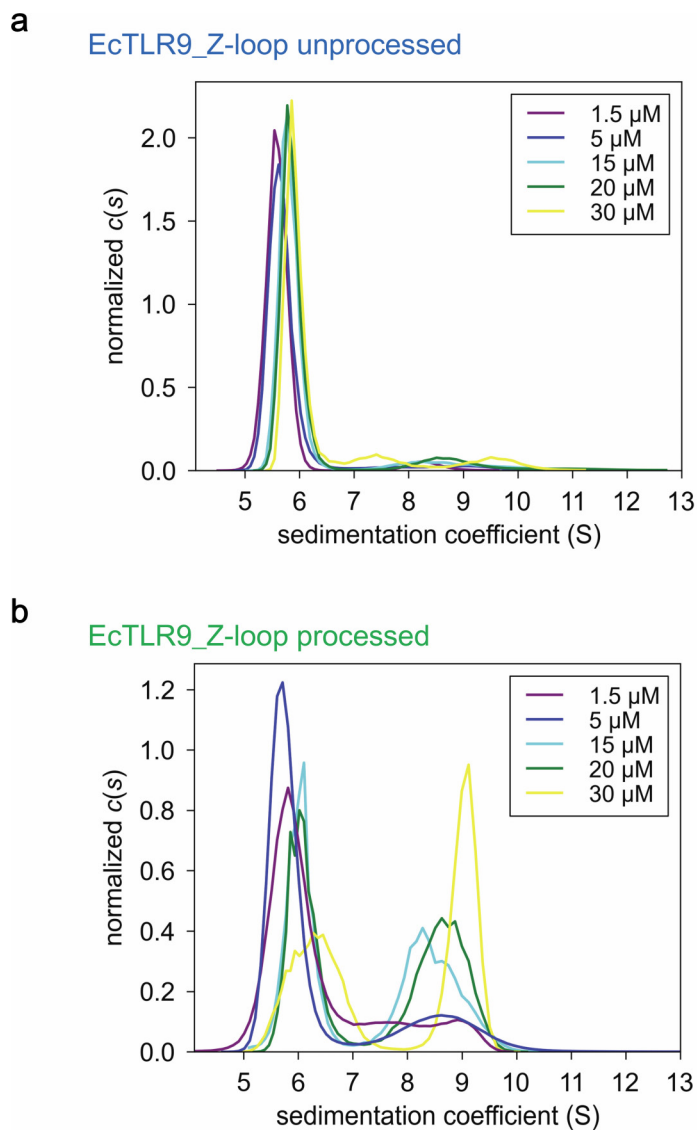 a
EcTLR9_Z-loop unprocessed
normalized c(s)
2.0
1.5
1.0
0.5
0.0
1.5 µM
5 µM
15 µM
20 µM
30 µM
5 6 7 8 9 10 11 12 13
sedimentation coefficient (S)
b
EcTLR9_Z-loop processed
normalized c(s)
1.2
1.0
0.8
0.6
0.4
0.2
0.0
1.5 µM
5 µM
15 µM
20 µM
30 µM
5 6 7 8 9 10 11 12 13
sedimentation coefficient (S)